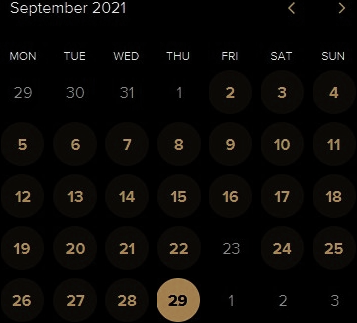 September 2021
MON TUE WED THU FRI SAT SUN
29 30 31 1 2 3 4
5 6 7 8 9 10 11
12 13 14 15 16 17 18
19 20 21 22 23 24 25
26 27 28 29 1 2 3